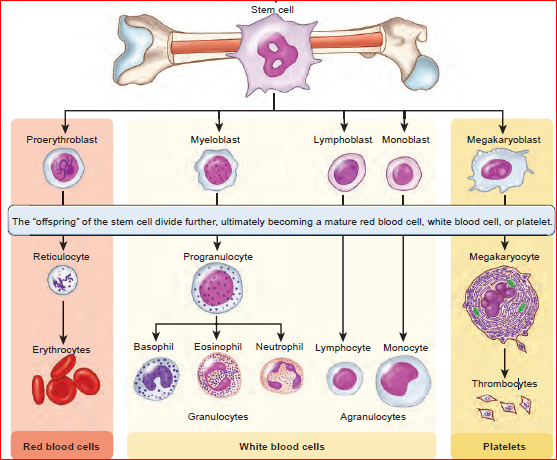 Stem cell
Proerythroblast Myeloblast Lymphoblast Monoblast Megakaryoblast
The “offspring” of the stem cell divide further, ultimately becoming a mature red blood cell, white blood cell, or platelet.
Reticulocyte Progranulocyte Megakaryocyte
Erythrocytes Basophil Eosinophil Neutrophil Lymphocyte Monocyte
Thrombocytes
Granulocytes Agranulocytes
Red blood cells White blood cells Platelets